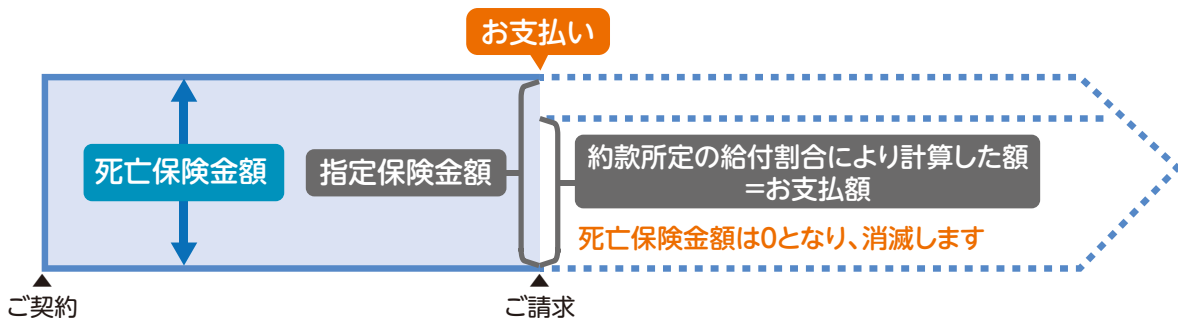 お支払い
死亡保険金額
指定保険金額
約款所定の給付割合により計算した額
＝お支払額
死亡保険金額は0となり、消滅します
ご契約
ご請求